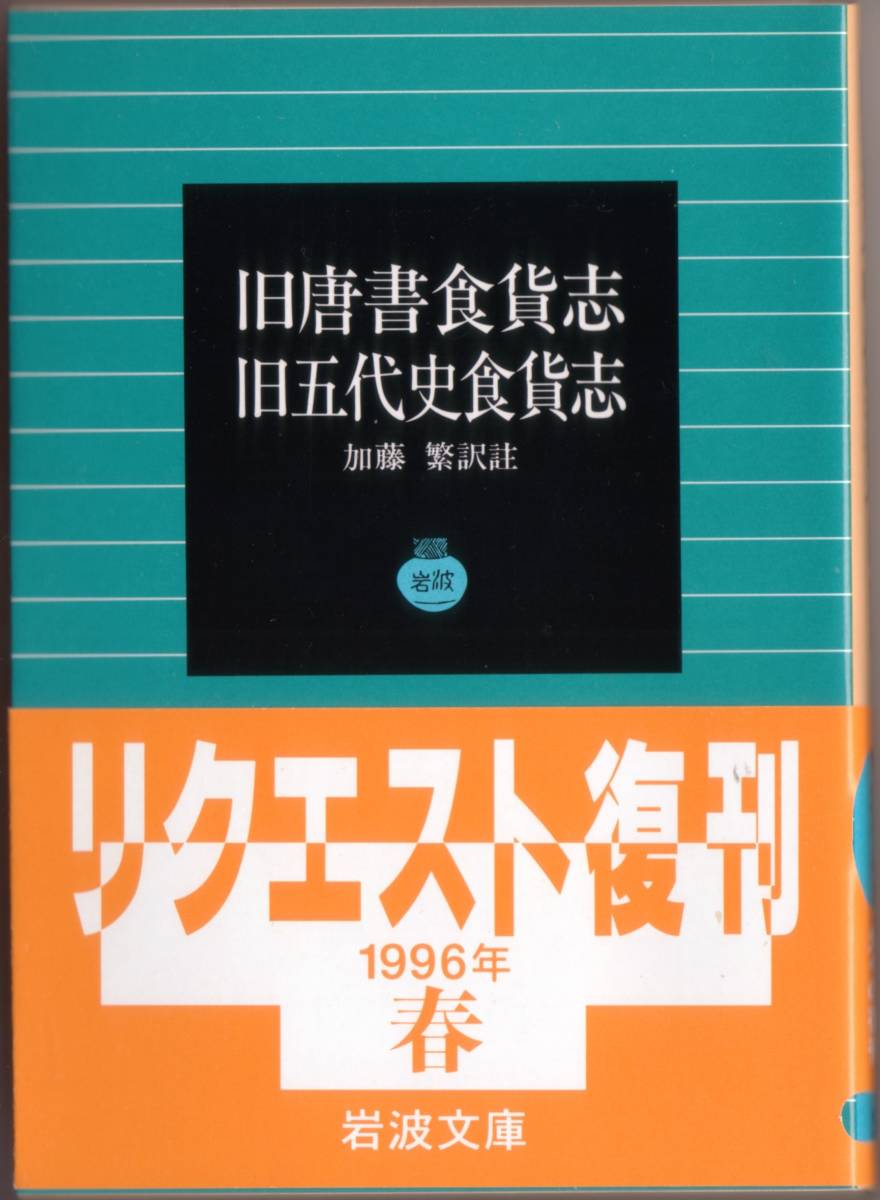 旧唐書食貨志
旧五代史食貨志
加藤 繁訳註
岩波
リクエスト復刊
1996年
春
岩波文庫